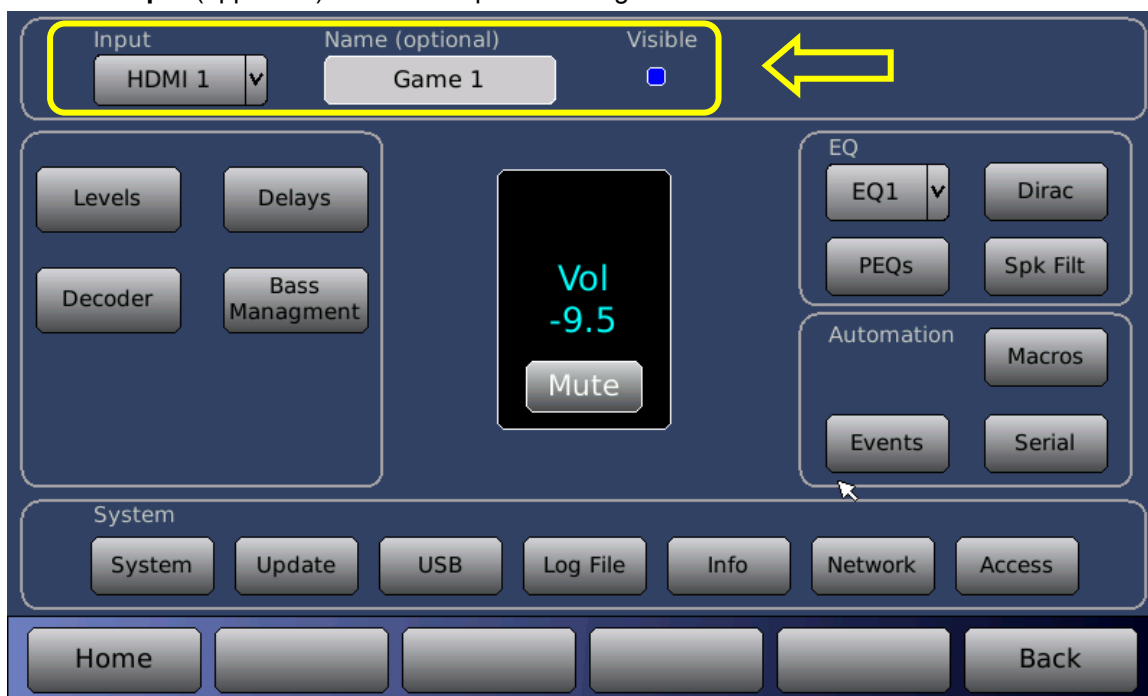 Input Name (optional) Visible
HDMI 1 Game 1
Levels Delays
Decoder Bass
Managment
Vol
-9.5
Mute
EQ
EQ1 Dirac
PEQs Spk Filt
Automation
Macros
Events Serial
System
System Update USB Log File Info Network Access
Home Back